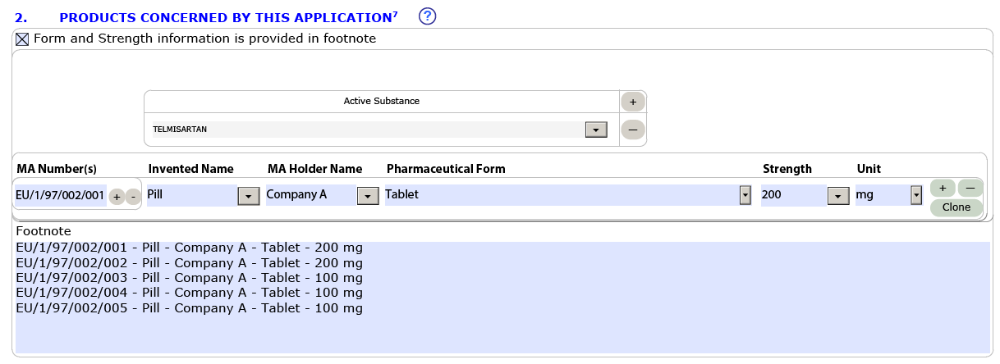 2. PRODUCTS CONCERNED BY THIS APPLICATION7 ?
Form and Strength information is provided in footnote
Active Substance +
TELMISARTAN —
MA Number(s) Invented Name MA Holder Name Pharmaceutical Form Strength Unit
EU/1/97/002/001 + - Pill Company A Tablet 200 mg + —
Clone
Footnote
EU/1/97/002/001 - Pill - Company A - Tablet - 200 mg
EU/1/97/002/002 - Pill - Company A - Tablet - 200 mg
EU/1/97/002/003 - Pill - Company A - Tablet - 100 mg
EU/1/97/002/004 - Pill - Company A - Tablet - 100 mg
EU/1/97/002/005 - Pill - Company A - Tablet - 100 mg